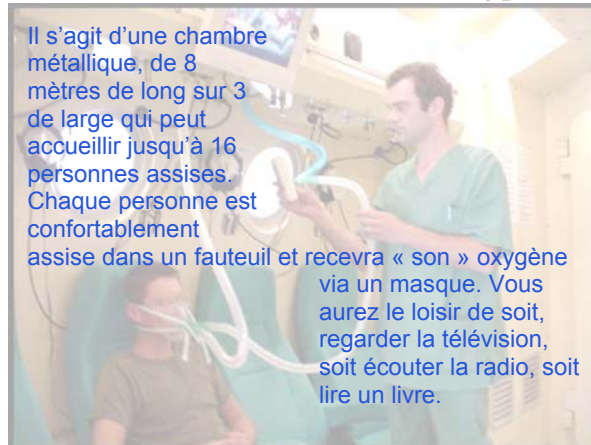 Il s’agit d’une chambre
métallique, de 8
mètres de long sur 3
de large qui peut
accueillir jusqu’à 16
personnes assises.
Chaque personne est
confortablement
assise dans un fauteuil et recevra « son » oxygène
via un masque. Vous
aurez le loisir de soit,
regarder la télévision,
soit écouter la radio, soit
lire un livre.